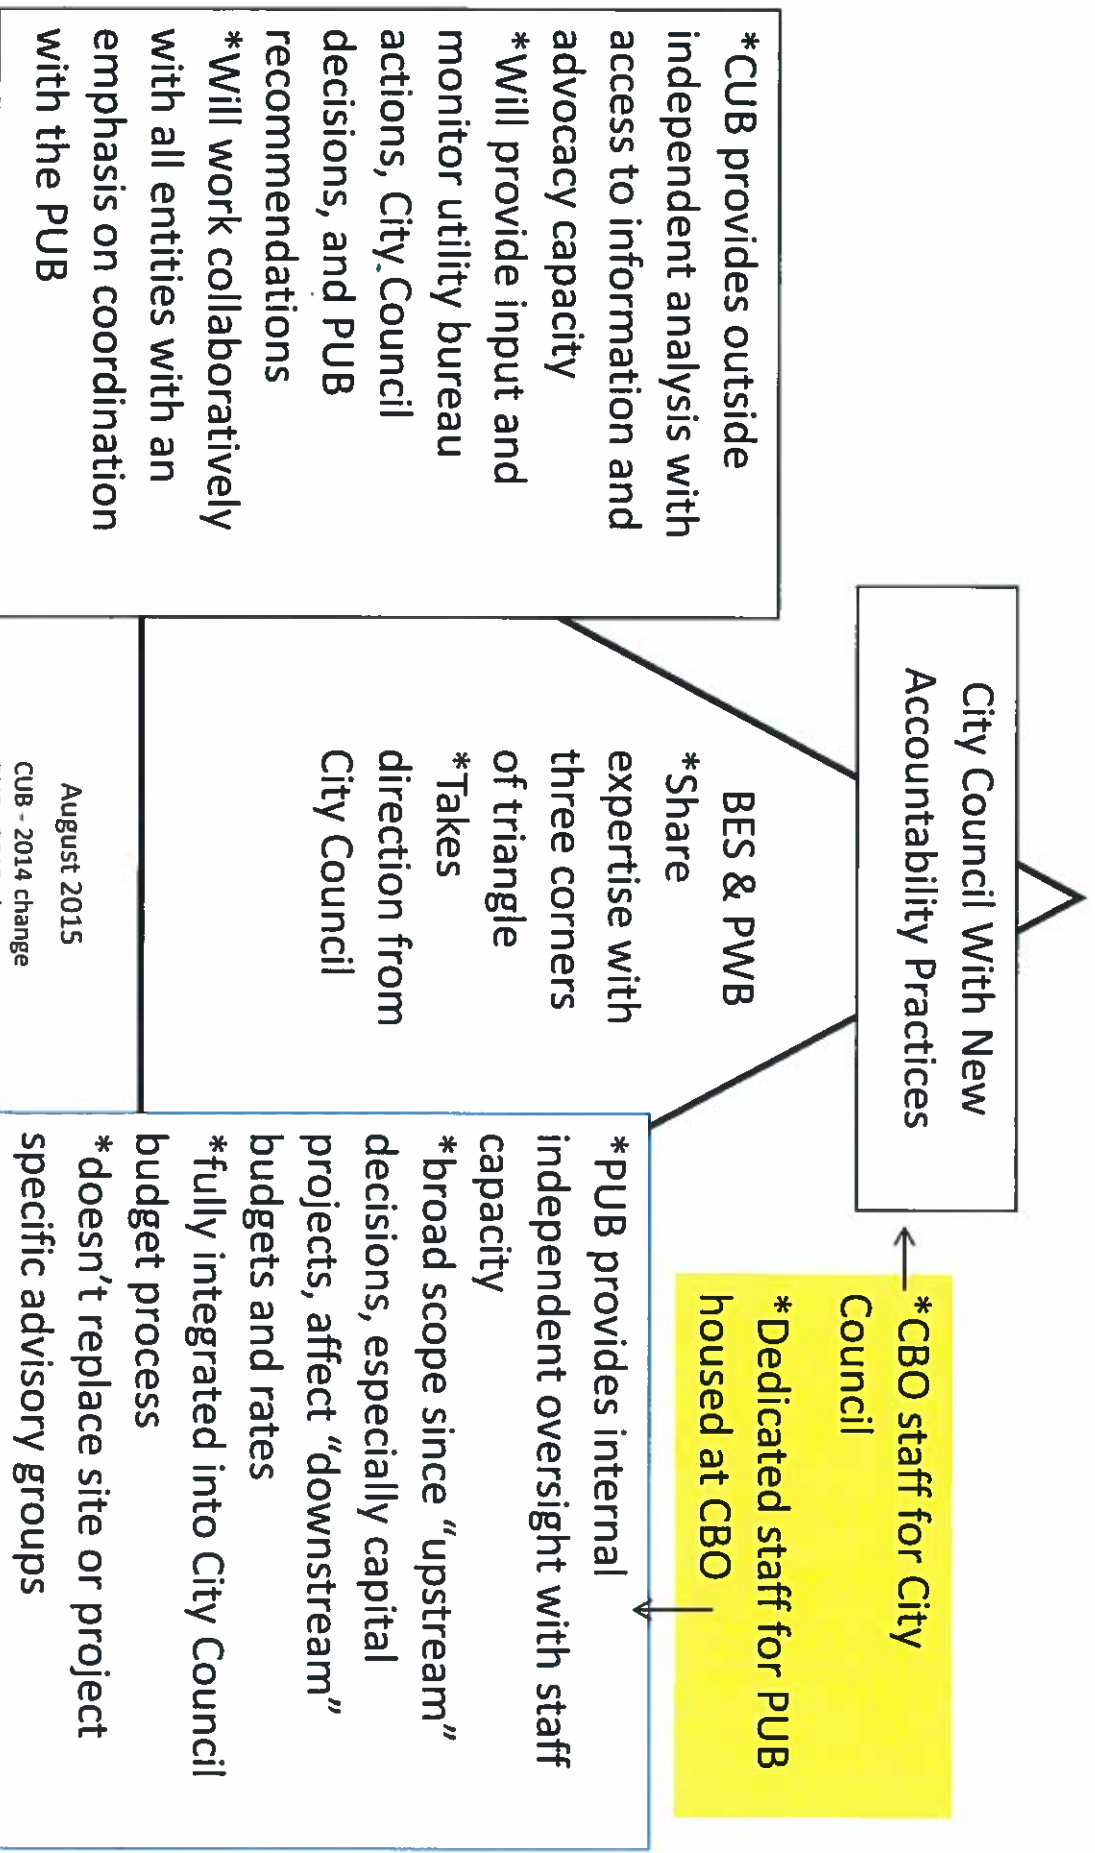 City Council With New
Accountability Practices
*CBO staff for City
Council
*Dedicated staff for PUB
housed at CBO
*CUB provides outside
independent analysis with
access to information and
advocacy capacity
*Will provide input and
monitor utility bureau
actions, City Council
decisions, and PUB
recommendations
*Will work collaboratively
with all entities with an
emphasis on coordination
with the PUB
BES & PWB
*Share
expertise with
three corners
of triangle
*Takes
direction from
City Council
*PUB provides internal
independent oversight with staff
capacity
*broad scope since "upstream"
decisions, especially capital
projects, affect "downstream"
budgets and rates
*fully integrated into City Council
budget process
*doesn't replace site or project
specific advisory groups
August 2015
CUB - 2014 change